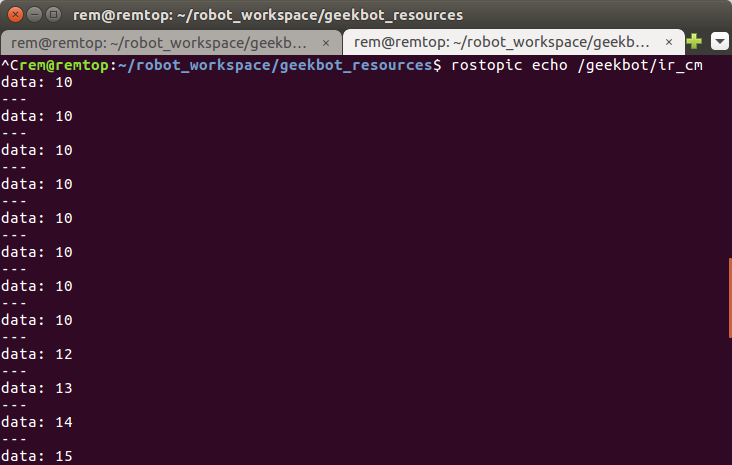 rem@remtop: ~/robot_workspace/geekbot_resources
rem@remtop: ~/robot_workspace/geekb... ×
rem@remtop: ~/robot_workspace/geekb... ×
^Crem@remtop:~/robot_workspace/geekbot_resources$ rostopic echo /geekbot/ir_cm
data: 10
---
data: 10
---
data: 10
---
data: 10
---
data: 10
---
data: 10
---
data: 10
---
data: 10
---
data: 12
---
data: 13
---
data: 14
---
data: 15